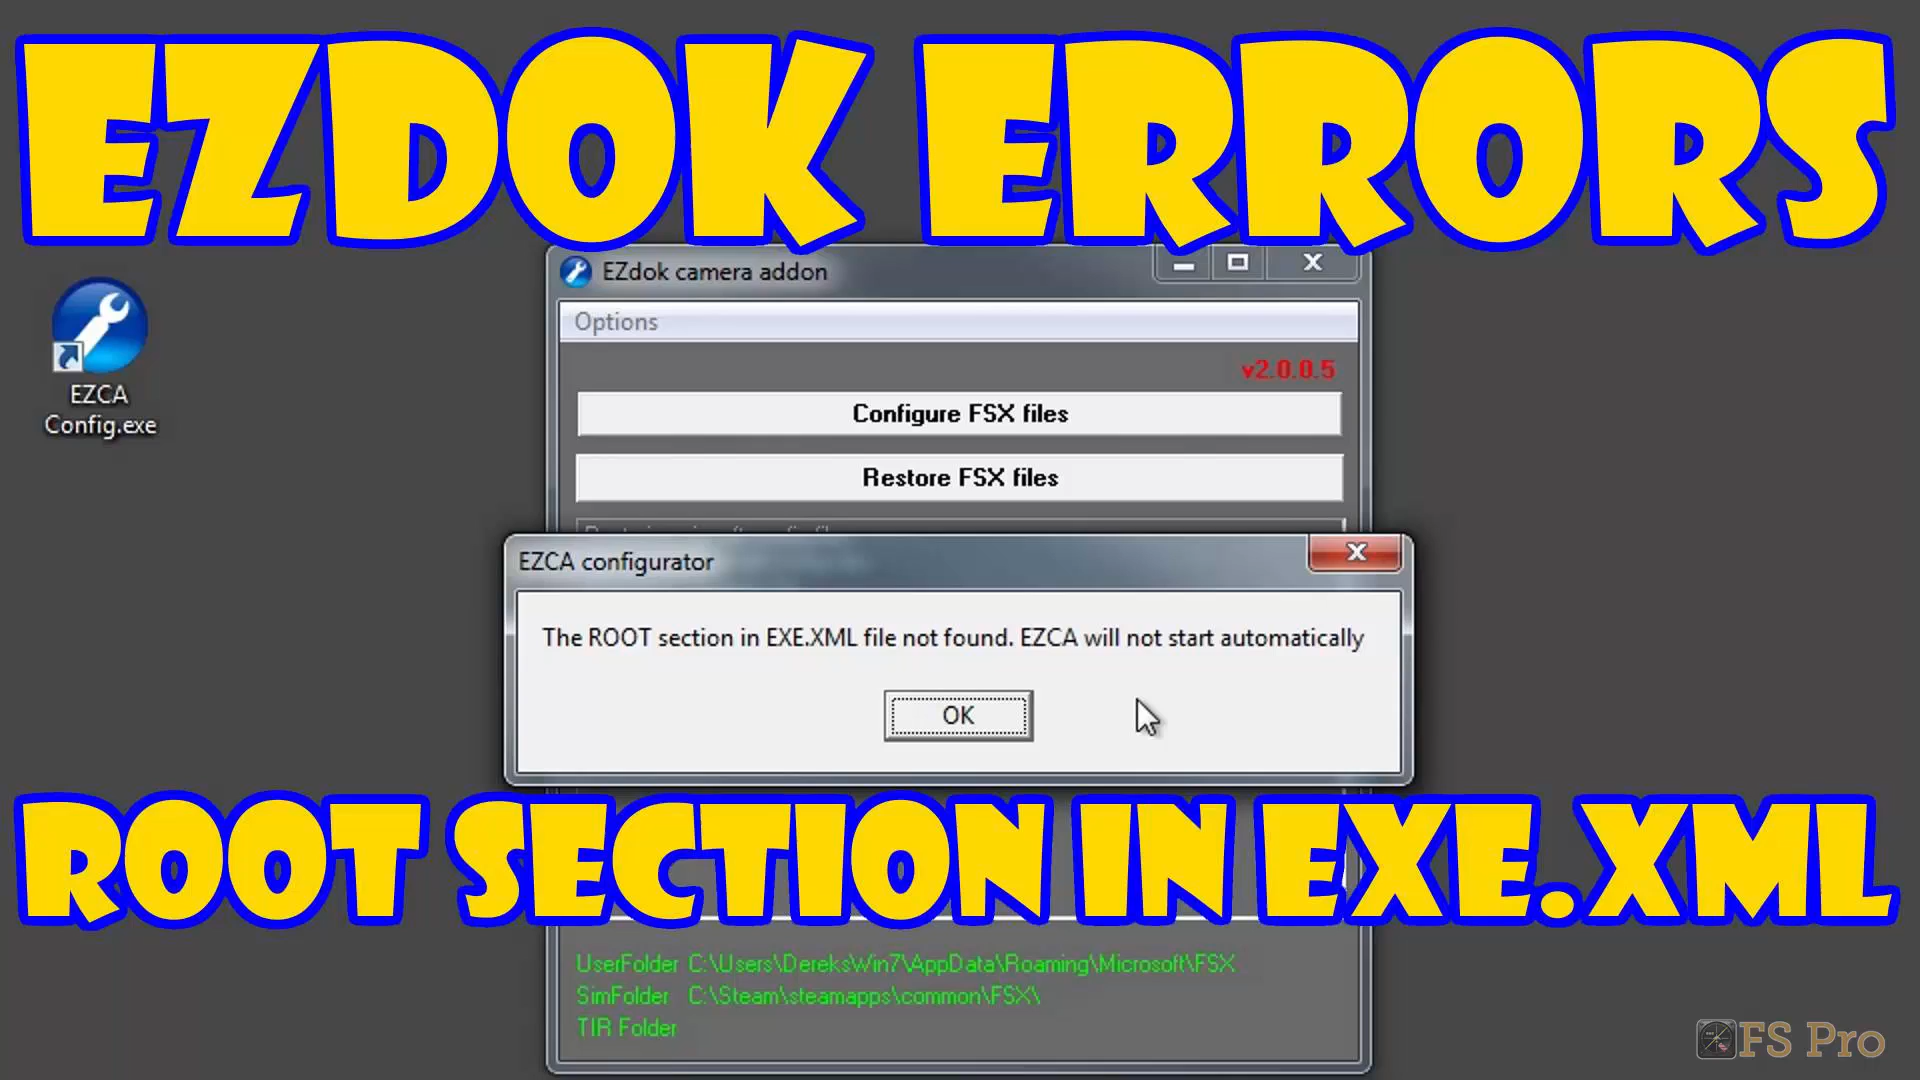 EZDOK ERRORS
EZdok camera addon
Options
v2.0.0.5
EZCA
Config.exe
Configure FSX files
Restore FSX files
EZCA configurator
The ROOT section in EXE.XML file not found. EZCA will not start automatically
OK
ROOT SECTION IN EXE.XML
UserFolder C:\Users\DereksWin7\AppData\Roaming\Microsoft\FSX
SimFolder C:\Steam\steamapps\common\FSX\
TIR Folder
FS Pro